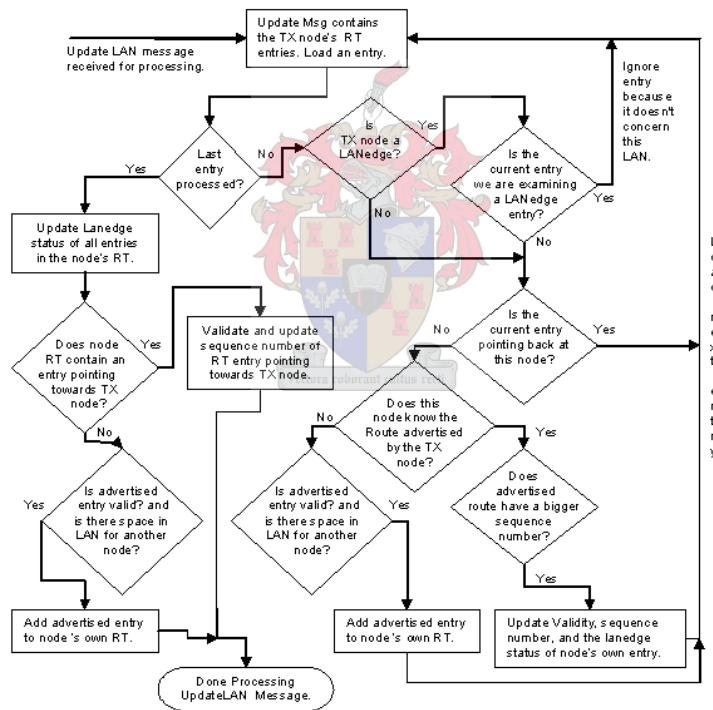 Update Msg contains
the TX node's RT
entries. Load an entry.
Update LAN message
received for processing.
Ignore
entry
because
it doesn't
concern
this
LAN.
Is
TX node a
LANedge?
Yes
Last
entry
processed?
Yes
No
Is the
current entry
we are examining
a LANedge
entry?
Yes
No
No
Update Lanedge
status of all entries
in the node's RT.
Does node
RT contain an
entry pointing
towards TX
node?
Yes
No
Validate and update
sequence number of
RT entry pointing
towards TX node.
Is the
current entry
pointing back at
this node?
No
Yes
Does this
node know the
Route advertised
by the TX
node?
No
Yes
Is advertised
entry valid? and
is there space in
LAN for another
node?
Yes
Is advertised
entry valid? and
is there space in
LAN for another
node?
Yes
Does
advertised
route have a bigger
sequence
number?
Yes
Add advertised entry
to node's own RT.
Add advertised entry
to node's own RT.
Update Validity, sequence
number, and the lanedge
status of node's own entry.
Done Processing
UpdateLAN Message.